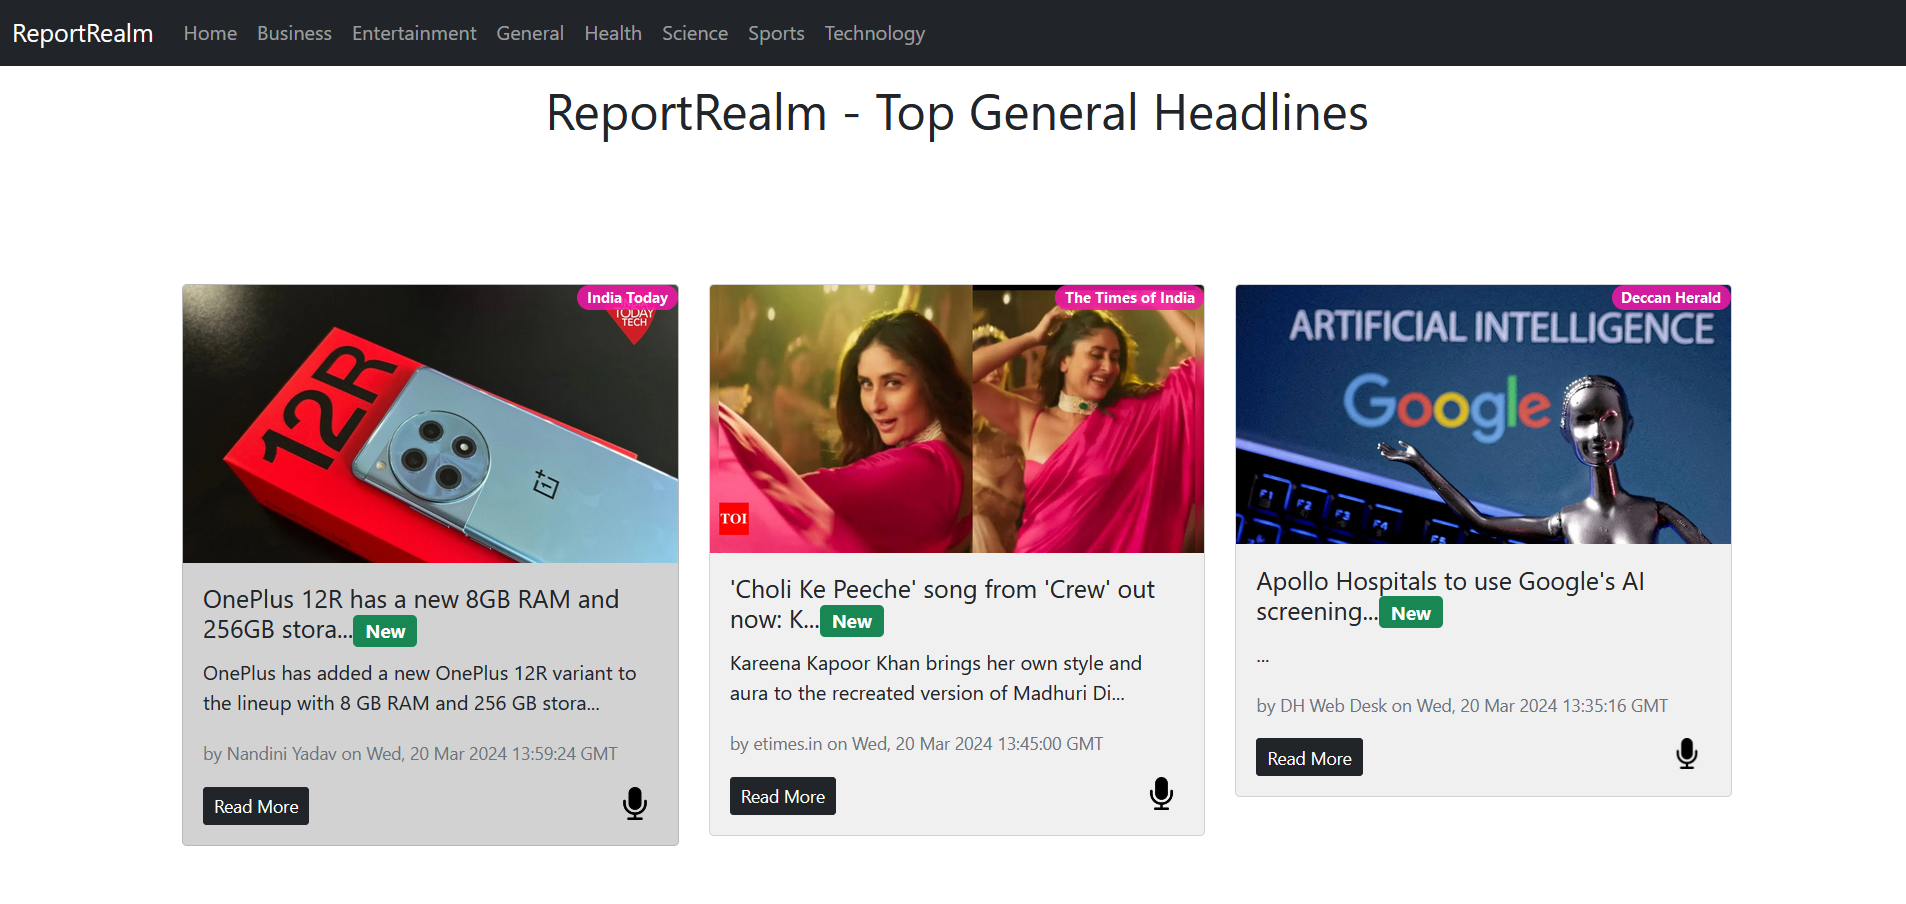 ReportRealm Home Business Entertainment General Health Science Sports Technology
ReportRealm - Top General Headlines
India Today
TODAY
TECH
12R
OnePlus 12R has a new 8GB RAM and
256GB stora...New
OnePlus has added a new OnePlus 12R variant to
the lineup with 8 GB RAM and 256 GB stora...
by Nandini Yadav on Wed, 20 Mar 2024 13:59:24 GMT
Read More
The Times of India
TOI
'Choli Ke Peeche' song from 'Crew' out
now: K...New
Kareena Kapoor Khan brings her own style and
aura to the recreated version of Madhuri Di...
by etimes.in on Wed, 20 Mar 2024 13:45:00 GMT
Read More
Deccan Herald
ARTIFICIAL INTELLIGENCE
Google
F1 F2 F3 F4 F5
Apollo Hospitals to use Google's AI
screening...New
...
by DH Web Desk on Wed, 20 Mar 2024 13:35:16 GMT
Read More